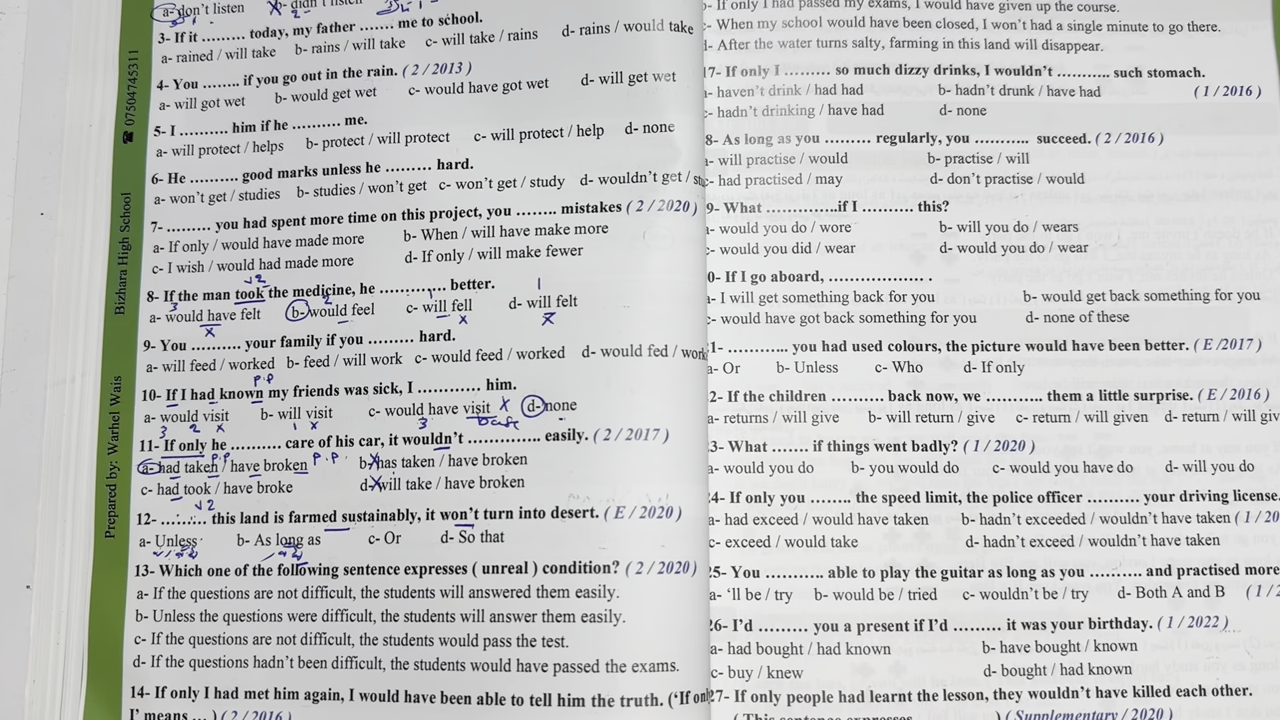 a- don't listen
3- If it ......... today, my father ........ me to school.
a- rained / will take b- rains / will take c- will take / rains d- rains / would take
4- You ........ if you go out in the rain. ( 2 / 2013 )
a- will got wet b- would get wet c- would have got wet d- will get wet
5- I .......... him if he .......... me.
a- will protect / helps b- protect / will protect c- will protect / help d- none
6- He .......... good marks unless he ......... hard.
a- won't get / studies b- studies / won't get c- won't get / study d- wouldn't get /
7- ......... you had spent more time on this project, you ........ mistakes ( 2 / 2020 )
a- If only / would have made more b- When / will have make more
c- I wish / would had made more d- If only / will make fewer
v2
8- If the man took the medicine, he ............. better.
3 2 1 1
a- would have felt b- would feel c- will fell d- will felt
x x x
9- You .......... your family if you ......... hard.
a- will feed / worked b- feed / will work c- would feed / worked d- would fed / work
p.p
10- If I had known my friends was sick, I ............ him.
a- would visit b- will visit c- would have visit x d- none
3 2 x 1 x 3 base
11- If only he .......... care of his car, it wouldn't .............. easily. ( 2 / 2017 )
p.p p.p.
a- had taken / have broken b- has taken / have broken
c- had took / have broke d- will take / have broken
v2
12- ......... this land is farmed sustainably, it won't turn into desert. ( E / 2020 )
a- Unless b- As long as c- Or d- So that
13- Which one of the following sentence expresses ( unreal ) condition? ( 2 / 2020 )
a- If the questions are not difficult, the students will answered them easily.
b- Unless the questions were difficult, the students will answer them easily.
c- If the questions are not difficult, the students would pass the test.
d- If the questions hadn't been difficult, the students would have passed the exams.
14- If only I had met him again, I would have been able to tell him the truth. ('If onl
I' means ... ) ( 2 / 2016 )
☎ 07504745311
Bizhara High School
Prepared by: Warhel Wais
- If only I had passed my exams, I would have given up the course.
- When my school would have been closed, I won't had a single minute to go there.
- After the water turns salty, farming in this land will disappear.
7- If only I ......... so much dizzy drinks, I wouldn't .......... such stomach.
- haven't drink / had had b- hadn't drunk / have had ( 1 / 2016 )
- hadn't drinking / have had d- none
8- As long as you ......... regularly, you ........... succeed. ( 2 / 2016 )
- will practise / would b- practise / will
- had practised / may d- don't practise / would
9- What .............if I .......... this?
- would you do / wore b- will you do / wears
- would you did / wear d- would you do / wear
0- If I go aboard, ................. .
- I will get something back for you b- would get back something for you
- would have got back something for you d- none of these
1- ............ you had used colours, the picture would have been better. ( E /2017 )
a- Or b- Unless c- Who d- If only
2- If the children .......... back now, we .......... them a little surprise. ( E / 2016 )
a- returns / will give b- will return / give c- return / will given d- return / will giv
3- What ....... if things went badly? ( 1 / 2020 )
a- would you do b- you would do c- would you have do d- will you do
4- If only you ........ the speed limit, the police officer .......... your driving license.
a- had exceed / would have taken b- hadn't exceeded / wouldn't have taken ( 1 / 20
c- exceed / would take d- hadn't exceed / wouldn't have taken
5- You ........... able to play the guitar as long as you .......... and practised more
a- 'll be / try b- would be / tried c- wouldn't be / try d- Both A and B ( 1 / 2
26- I'd ......... you a present if I'd ......... it was your birthday. ( 1 / 2022 )
a- had bought / had known b- have bought / known
c- buy / knew d- bought / had known
27- If only people had learnt the lesson, they wouldn't have killed each other.
( This sentence expresses ) ( Supplementary / 2020 )